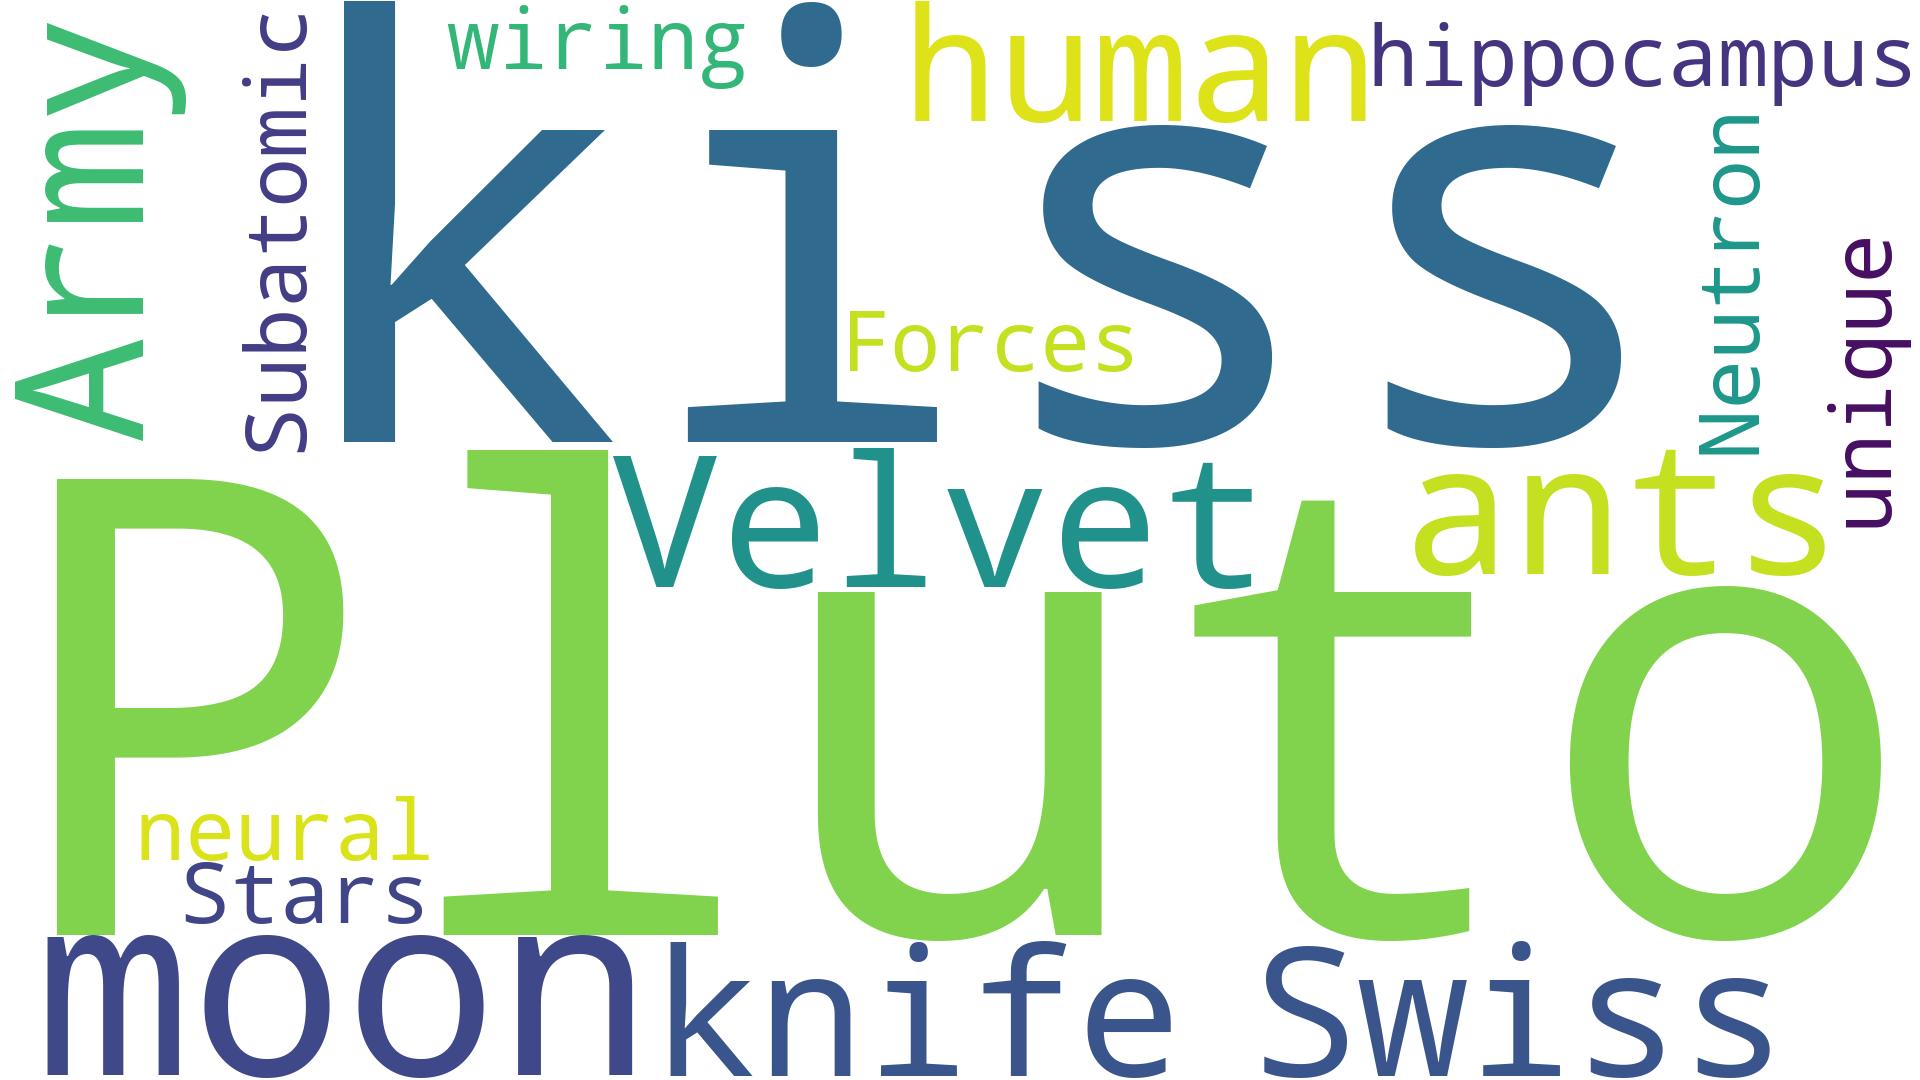 Army
Subatomic
wiring
human
hippocampus
kiss
Forces
Neutron
unique
Velvet
ants
Pluto
neural
Stars
moon
knife Swiss